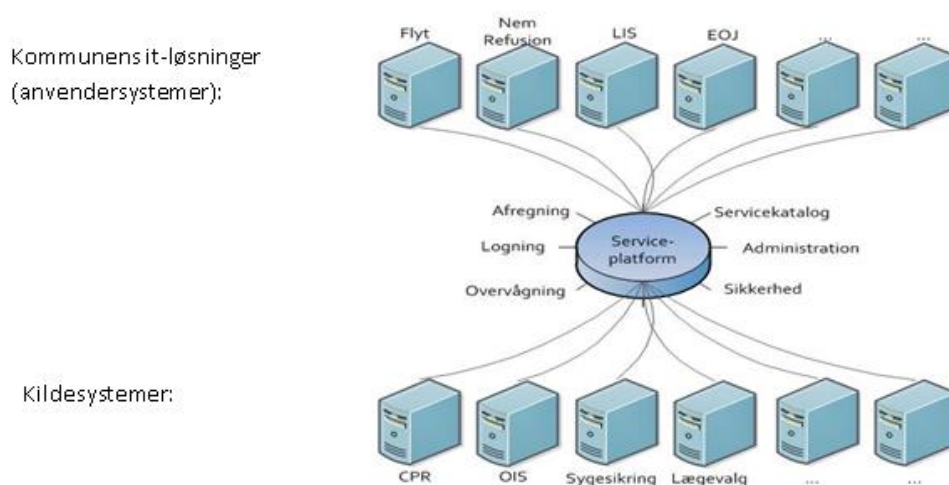 Flyt
Nem
Refusion
LIS
EOJ
...
...
Kommunens it-løsninger
(anvendersystemer):
Afregning
Servicekatalog
Logning
Service-
platform
Administration
Overvågning
Sikkerhed
Kildesystemer:
CPR
OIS
Sygesikring
Lægevalg
...
...